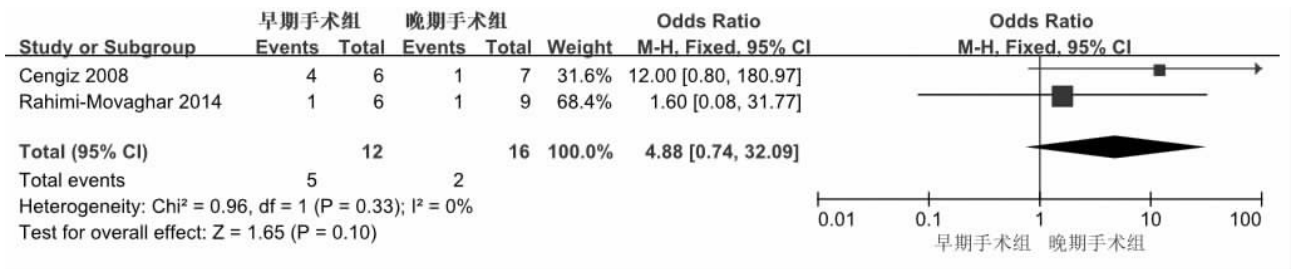 早期手术组 晚期手术组 Odds Ratio Odds Ratio
Study or Subgroup Events Total Events Total Weight M-H, Fixed, 95% CI M-H, Fixed, 95% CI
Cengiz 2008 4 6 1 7 31.6% 12.00 [0.80, 180.97]
Rahimi-Movaghar 2014 1 6 1 9 68.4% 1.60 [0.08, 31.77]
Total (95% CI) 12 16 100.0% 4.88 [0.74, 32.09]
Total events 5 2
Heterogeneity: Chi² = 0.96, df = 1 (P = 0.33); I² = 0%
Test for overall effect: Z = 1.65 (P = 0.10)
0.01 0.1 1 10 100
早期手术组 晚期手术组